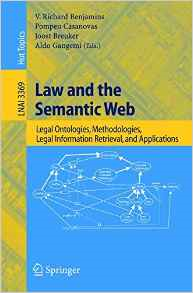 Hot Topics
LNAI 3369
V. Richard Benjamins
Pompeu Casanovas
Joost Breuker
Aldo Gangemi (Eds.)
Law and the
Semantic Web
Legal Ontologies, Methodologies,
Legal Information Retrieval, and Applications
Springer